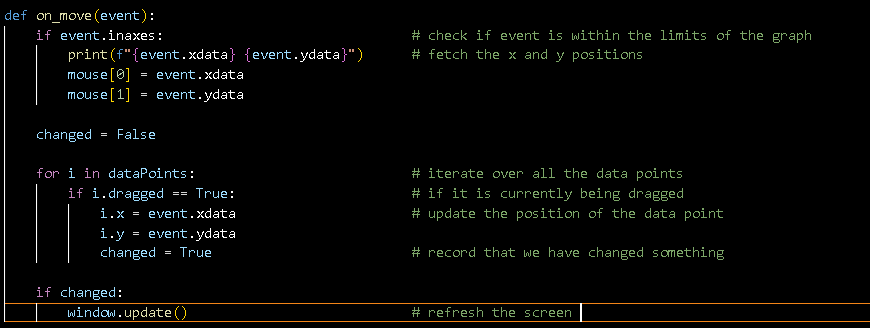 def on_move(event):
    if event.inaxes:                               # check if event is within the limits of the graph
        print(f"{event.xdata} {event.ydata}")      # fetch the x and y positions
        mouse[0] = event.xdata
        mouse[1] = event.ydata
    changed = False
    for i in dataPoints:                           # iterate over all the data points
        if i.dragged == True:                      # if it is currently being dragged
            i.x = event.xdata                      # update the position of the data point
            i.y = event.ydata
            changed = True                         # record that we have changed something
    if changed:
        window.update()                            # refresh the screen